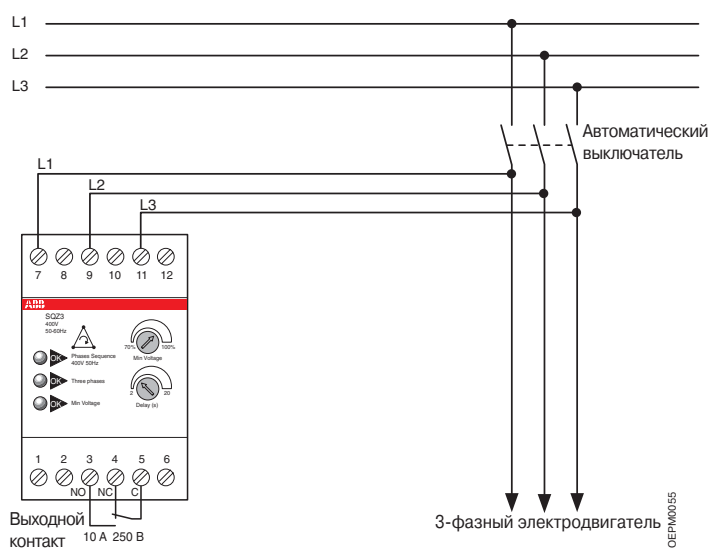 L1
L2
L3
Автоматический
выключатель
L1
L2
L3
7 8 9 10 11 12
ABB
SQZ3
400V
50-60Hz
70% 100%
Min Voltage
OK Phases Sequence
400V 50Hz
OK Three phases
2 20
Delay (s)
OK Min Voltage
1 2 3 4 5 6
NO NC C
Выходной
контакт 10 A 250 В
3-фазный электродвигатель
OEPM0055